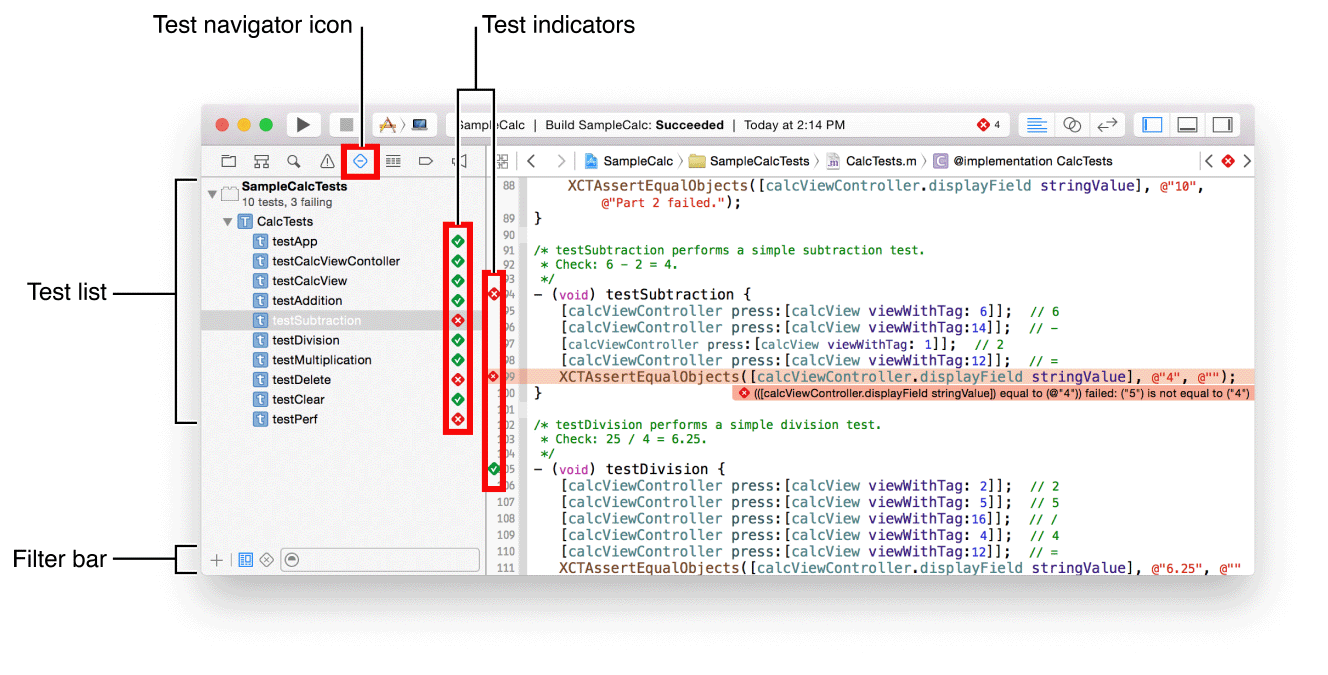 Test navigator icon
Test indicators
SampleCalc | Build SampleCalc: Succeeded | Today at 2:14 PM
4
SampleCalc
SampleCalcTests
CalcTests.m
C @implementation CalcTests
SampleCalcTests
10 tests, 3 failing
T CalcTests
t testApp
t testCalcViewContoller
t testCalcView
t testAddition
t testSubtraction
t testDivision
t testMultiplication
t testDelete
t testClear
t testPerf
Test list
Filter bar
88 XCTAssertEqualObjects([calcViewController.displayField stringValue], @"10",
@"Part 2 failed.");
89 }
90
91 /* testSubtraction performs a simple subtraction test.
92 * Check: 6 - 2 = 4.
93 */
94 - (void) testSubtraction {
95 [calcViewController press:[calcView viewWithTag: 6]]; // 6
96 [calcViewController press:[calcView viewWithTag:14]]; // -
97 [calcViewController press:[calcView viewWithTag: 1]]; // 2
98 [calcViewController press:[calcView viewWithTag:12]]; // =
99 XCTAssertEqualObjects([calcViewController.displayField stringValue], @"4", @"");
100 }
(([calcViewController.displayField stringValue]) equal to (@"4")) failed: ("5") is not equal to ("4")
101
102 /* testDivision performs a simple division test.
103 * Check: 25 / 4 = 6.25.
104 */
105 - (void) testDivision {
106 [calcViewController press:[calcView viewWithTag: 2]]; // 2
107 [calcViewController press:[calcView viewWithTag: 5]]; // 5
108 [calcViewController press:[calcView viewWithTag:16]]; // /
109 [calcViewController press:[calcView viewWithTag: 4]]; // 4
110 [calcViewController press:[calcView viewWithTag:12]]; // =
111 XCTAssertEqualObjects([calcViewController.displayField stringValue], @"6.25", @""